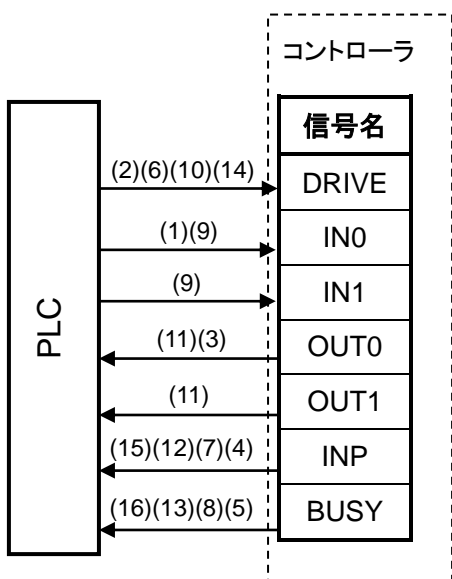 コントローラ
信号名
PLC
(2)(6)(10)(14)
DRIVE
(1)(9)
IN0
(9)
IN1
(11)(3)
OUT0
(11)
OUT1
(15)(12)(7)(4)
INP
(16)(13)(8)(5)
BUSY